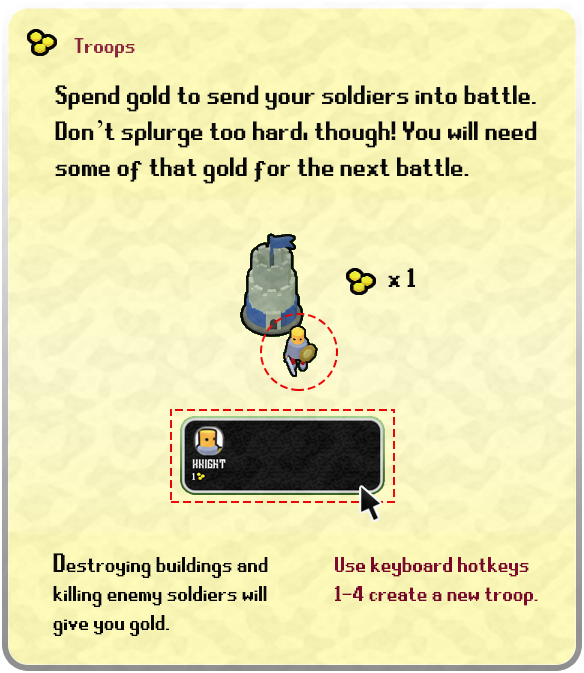 Troops
Spend gold to send your soldiers into battle.
Don't splurge too hard, though! You will need
some of that gold for the next battle.
x 1
KNIGHT
1
Destroying buildings and
killing enemy soldiers will
give you gold.
Use keyboard hotkeys
1-4 create a new troop.